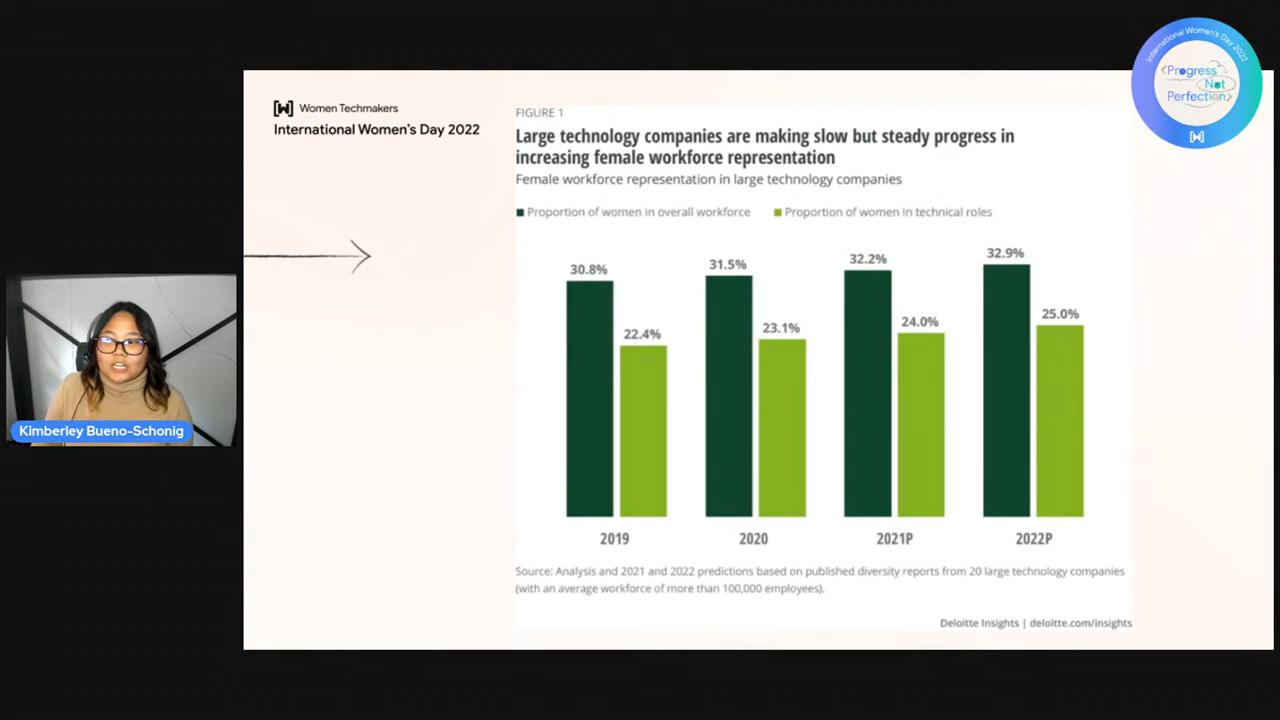 International Women's Day 2022
<Progress
Not
Perfection>
Women Techmakers
International Women's Day 2022
FIGURE 1
Large technology companies are making slow but steady progress in
increasing female workforce representation
Female workforce representation in large technology companies
Proportion of women in overall workforce
Proportion of women in technical roles
30.8%
22.4%
31.5%
23.1%
32.2%
24.0%
32.9%
25.0%
2019
2020
2021P
2022P
Source: Analysis and 2021 and 2022 predictions based on published diversity reports from 20 large technology companies
(with an average workforce of more than 100,000 employees).
Deloitte Insights | deloitte.com/insights
Kimberley Bueno-Schonig